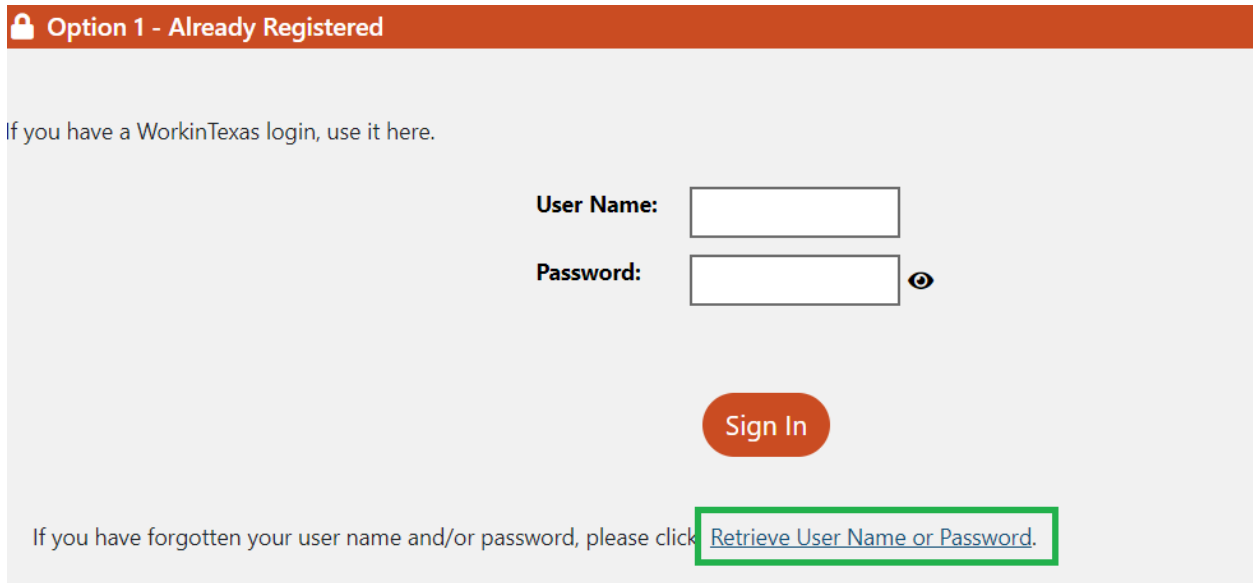 Option 1 - Already Registered
If you have a WorkinTexas login, use it here.
User Name:
Password:
Sign In
If you have forgotten your user name and/or password, please click Retrieve User Name or Password.